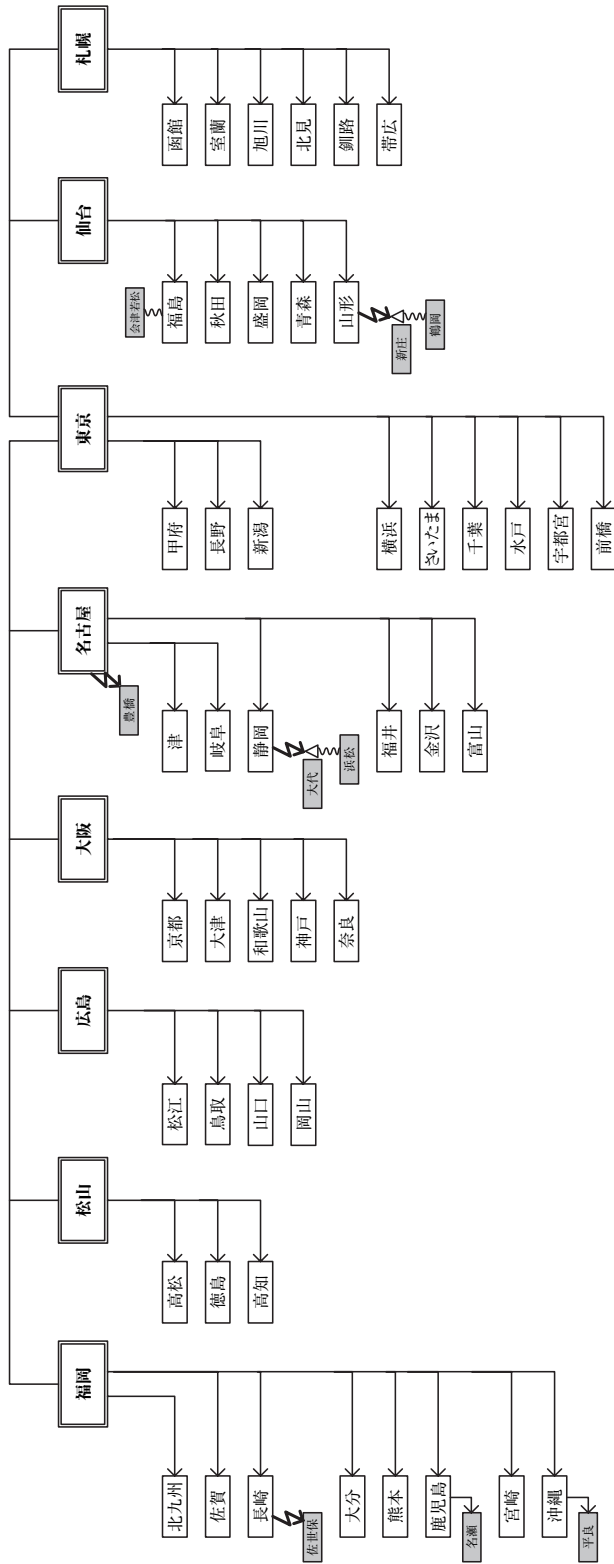 札幌
函館
室蘭
旭川
北見
釧路
帯広
仙台
会津若松
福島
秋田
盛岡
青森
山形
新庄
鶴岡
東京
甲府
長野
新潟
横浜
さいたま
千葉
水戸
宇都宮
前橋
名古屋
豊橋
津
岐阜
静岡
大代
浜松
福井
金沢
富山
大阪
京都
大津
和歌山
神戸
奈良
広島
松江
鳥取
山口
岡山
松山
高松
徳島
高知
福岡
北九州
佐賀
長崎
佐世保
大分
熊本
鹿児島
名瀬
宮崎
沖縄
平良